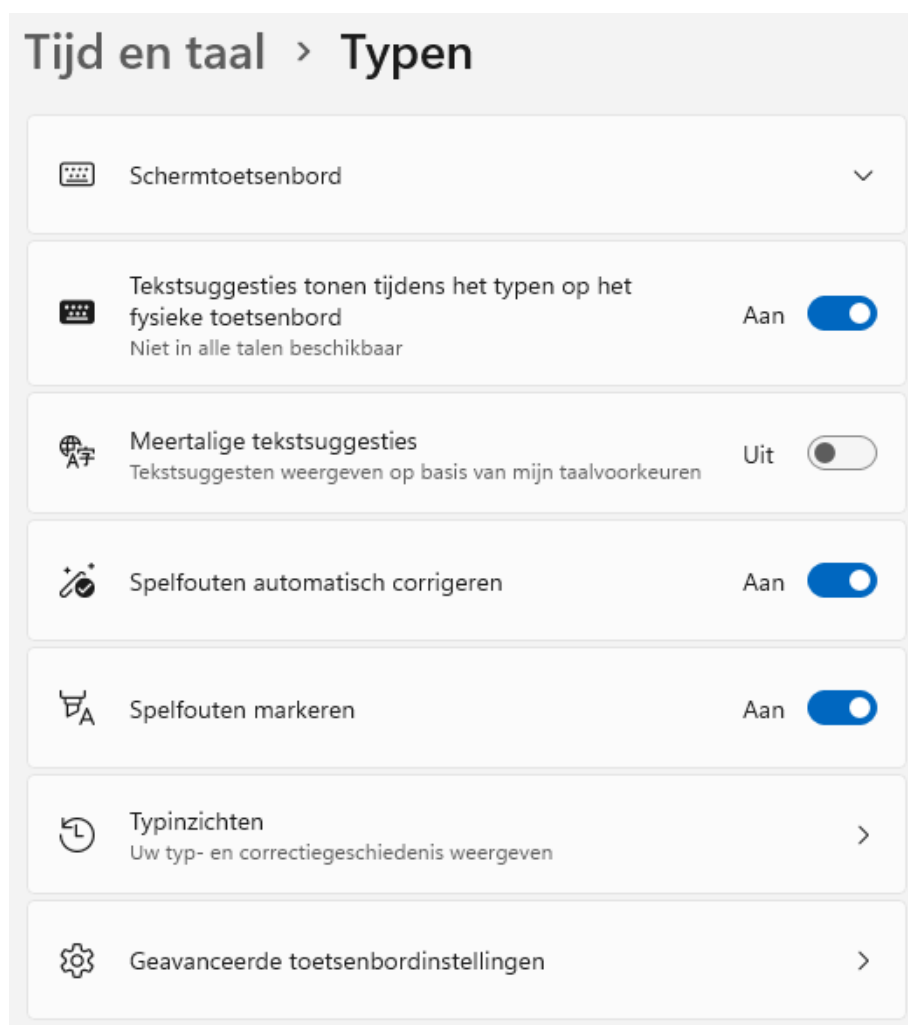 Tijd en taal > Typen
Schermtoetsenbord
Tekstsuggesties tonen tijdens het typen op het
fysieke toetsenbord
Niet in alle talen beschikbaar
Aan
Meertalige tekstsuggesties
Tekstsuggesten weergeven op basis van mijn taalvoorkeuren
Uit
Spelfouten automatisch corrigeren
Aan
Spelfouten markeren
Aan
Typinzichten
Uw typ- en correctiegeschiedenis weergeven
Geavanceerde toetsenbordinstellingen